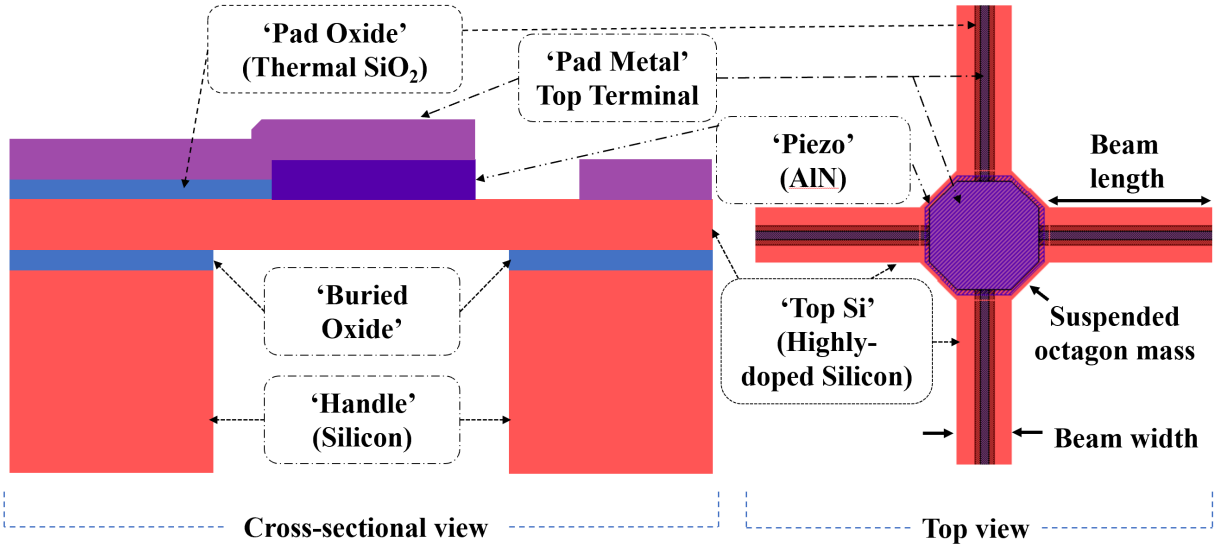 ‘Pad Oxide’
(Thermal SiO₂)
‘Pad Metal’
Top Terminal
‘Piezo’
(AlN)
Beam
length
‘Buried
Oxide’
‘Top Si’
(Highly-
doped Silicon)
Suspended
octagon mass
‘Handle’
(Silicon)
Beam width
Cross-sectional view
Top view